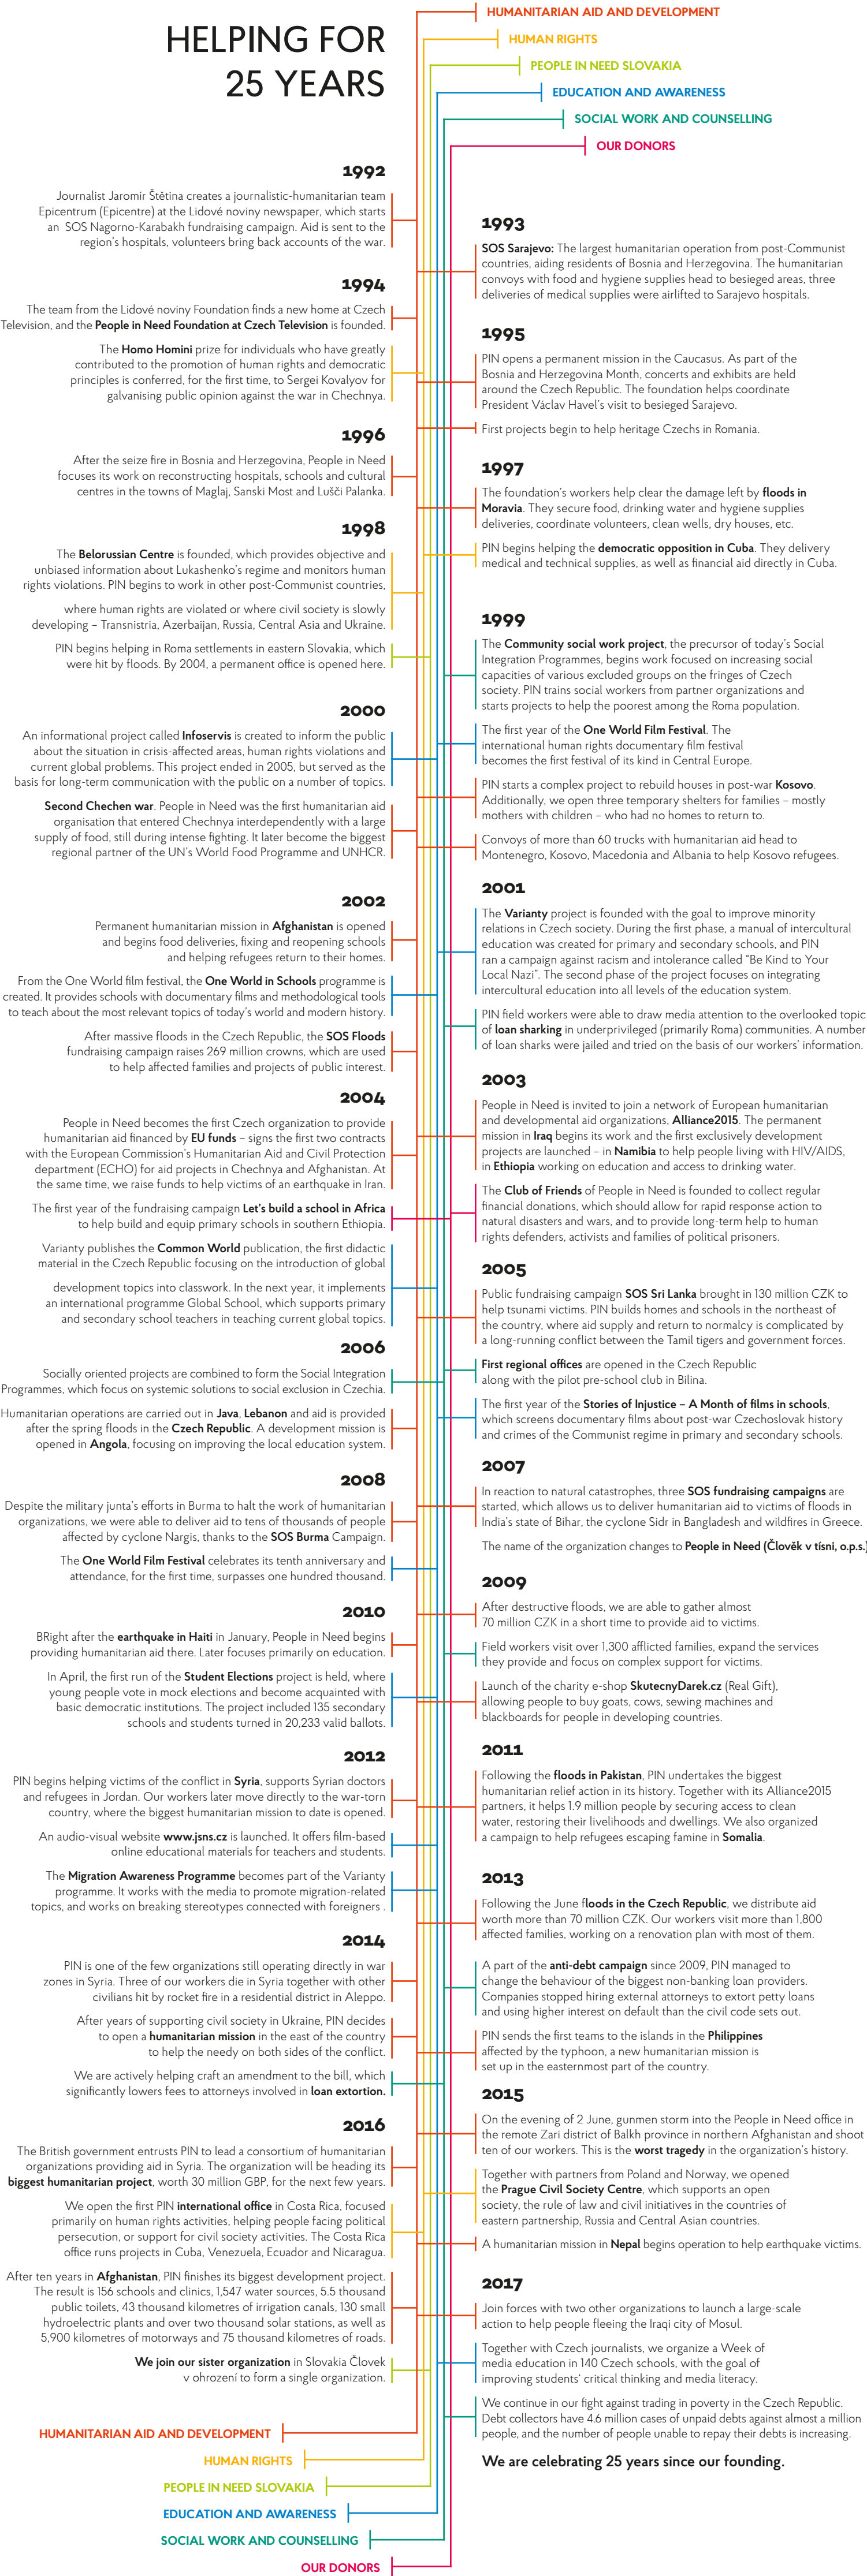 HELPING FOR
25 YEARS
HUMANITARIAN AID AND DEVELOPMENT
HUMAN RIGHTS
PEOPLE IN NEED SLOVAKIA
EDUCATION AND AWARENESS
SOCIAL WORK AND COUNSELLING
OUR DONORS
1992
Journalist Jaromír Štětina creates a journalistic-humanitarian team
Epicentrum (Epicentre) at the Lidové noviny newspaper, which starts
an SOS Nagorno-Karabakh fundraising campaign. Aid is sent to the
region's hospitals, volunteers bring back accounts of the war.
1993
SOS Sarajevo: The largest humanitarian operation from post-Communist
countries, aiding residents of Bosnia and Herzegovina. The humanitarian
convoys with food and hygiene supplies head to besieged areas, three
deliveries of medical supplies were airlifted to Sarajevo hospitals.
1994
The team from the Lidové noviny Foundation finds a new home at Czech
Television, and the People in Need Foundation at Czech Television is founded.
The Homo Homini prize for individuals who have greatly
contributed to the promotion of human rights and democratic
principles is conferred, for the first time, to Sergei Kovalyov for
galvanising public opinion against the war in Chechnya.
1995
PIN opens a permanent mission in the Caucasus. As part of the
Bosnia and Herzegovina Month, concerts and exhibits are held
around the Czech Republic. The foundation helps coordinate
President Václav Havel's visit to besieged Sarajevo.
First projects begin to help heritage Czechs in Romania.
1996
After the seize fire in Bosnia and Herzegovina, People in Need
focuses its work on reconstructing hospitals, schools and cultural
centres in the towns of Maglaj, Sanski Most and Lušči Palanka.
1997
The foundation's workers help clear the damage left by floods in
Moravia. They secure food, drinking water and hygiene supplies
deliveries, coordinate volunteers, clean wells, dry houses, etc.
PIN begins helping the democratic opposition in Cuba. They delivery
medical and technical supplies, as well as financial aid directly in Cuba.
1998
The Belorussian Centre is founded, which provides objective and
unbiased information about Lukashenko's regime and monitors human
rights violations. PIN begins to work in other post-Communist countries,
where human rights are violated or where civil society is slowly
developing – Transnistria, Azerbaijan, Russia, Central Asia and Ukraine.
PIN begins helping in Roma settlements in eastern Slovakia, which
were hit by floods. By 2004, a permanent office is opened here.
1999
The Community social work project, the precursor of today's Social
Integration Programmes, begins work focused on increasing social
capacities of various excluded groups on the fringes of Czech
society. PIN trains social workers from partner organizations and
starts projects to help the poorest among the Roma population.
The first year of the One World Film Festival. The
international human rights documentary film festival
becomes the first festival of its kind in Central Europe.
PIN starts a complex project to rebuild houses in post-war Kosovo.
Additionally, we open three temporary shelters for families – mostly
mothers with children – who had no homes to return to.
Convoys of more than 60 trucks with humanitarian aid head to
Montenegro, Kosovo, Macedonia and Albania to help Kosovo refugees.
2000
An informational project called Infoservis is created to inform the public
about the situation in crisis-affected areas, human rights violations and
current global problems. This project ended in 2005, but served as the
basis for long-term communication with the public on a number of topics.
Second Chechen war. People in Need was the first humanitarian aid
organisation that entered Chechnya interdependently with a large
supply of food, still during intense fighting. It later become the biggest
regional partner of the UN's World Food Programme and UNHCR.
2001
The Varianty project is founded with the goal to improve minority
relations in Czech society. During the first phase, a manual of intercultural
education was created for primary and secondary schools, and PIN
ran a campaign against racism and intolerance called "Be Kind to Your
Local Nazi". The second phase of the project focuses on integrating
intercultural education into all levels of the education system.
PIN field workers were able to draw media attention to the overlooked topic
of loan sharking in underprivileged (primarily Roma) communities. A number
of loan sharks were jailed and tried on the basis of our workers' information.
2002
Permanent humanitarian mission in Afghanistan is opened
and begins food deliveries, fixing and reopening schools
and helping refugees return to their homes.
From the One World film festival, the One World in Schools programme is
created. It provides schools with documentary films and methodological tools
to teach about the most relevant topics of today's world and modern history.
After massive floods in the Czech Republic, the SOS Floods
fundraising campaign raises 269 million crowns, which are used
to help affected families and projects of public interest.
2003
People in Need is invited to join a network of European humanitarian
and developmental aid organizations, Alliance2015. The permanent
mission in Iraq begins its work and the first exclusively development
projects are launched – in Namibia to help people living with HIV/AIDS,
in Ethiopia working on education and access to drinking water.
The Club of Friends of People in Need is founded to collect regular
financial donations, which should allow for rapid response action to
natural disasters and wars, and to provide long-term help to human
rights defenders, activists and families of political prisoners.
2004
People in Need becomes the first Czech organization to provide
humanitarian aid financed by EU funds – signs the first two contracts
with the European Commission's Humanitarian Aid and Civil Protection
department (ECHO) for aid projects in Chechnya and Afghanistan. At
the same time, we raise funds to help victims of an earthquake in Iran.
The first year of the fundraising campaign Let's build a school in Africa
to help build and equip primary schools in southern Ethiopia.
Varianty publishes the Common World publication, the first didactic
material in the Czech Republic focusing on the introduction of global
development topics into classwork. In the next year, it implements
an international programme Global School, which supports primary
and secondary school teachers in teaching current global topics.
2005
Public fundraising campaign SOS Sri Lanka brought in 130 million CZK to
help tsunami victims. PIN builds homes and schools in the northeast of
the country, where aid supply and return to normalcy is complicated by
a long-running conflict between the Tamil tigers and government forces.
First regional offices are opened in the Czech Republic
along with the pilot pre-school club in Bilina.
The first year of the Stories of Injustice – A Month of films in schools,
which screens documentary films about post-war Czechoslovak history
and crimes of the Communist regime in primary and secondary schools.
2006
Socially oriented projects are combined to form the Social Integration
Programmes, which focus on systemic solutions to social exclusion in Czechia.
Humanitarian operations are carried out in Java, Lebanon and aid is provided
after the spring floods in the Czech Republic. A development mission is
opened in Angola, focusing on improving the local education system.
2007
In reaction to natural catastrophes, three SOS fundraising campaigns are
started, which allows us to deliver humanitarian aid to victims of floods in
India's state of Bihar, the cyclone Sidr in Bangladesh and wildfires in Greece.
The name of the organization changes to People in Need (Člověk v tísni, o.p.s.)
2008
Despite the military junta's efforts in Burma to halt the work of humanitarian
organizations, we were able to deliver aid to tens of thousands of people
affected by cyclone Nargis, thanks to the SOS Burma Campaign.
The One World Film Festival celebrates its tenth anniversary and
attendance, for the first time, surpasses one hundred thousand.
2009
After destructive floods, we are able to gather almost
70 million CZK in a short time to provide aid to victims.
Field workers visit over 1,300 afflicted families, expand the services
they provide and focus on complex support for victims.
Launch of the charity e-shop SkutecnyDarek.cz (Real Gift),
allowing people to buy goats, cows, sewing machines and
blackboards for people in developing countries.
2010
BRight after the earthquake in Haiti in January, People in Need begins
providing humanitarian aid there. Later focuses primarily on education.
In April, the first run of the Student Elections project is held, where
young people vote in mock elections and become acquainted with
basic democratic institutions. The project included 135 secondary
schools and students turned in 20,233 valid ballots.
2011
Following the floods in Pakistan, PIN undertakes the biggest
humanitarian relief action in its history. Together with its Alliance2015
partners, it helps 1.9 million people by securing access to clean
water, restoring their livelihoods and dwellings. We also organized
a campaign to help refugees escaping famine in Somalia.
2012
PIN begins helping victims of the conflict in Syria, supports Syrian doctors
and refugees in Jordan. Our workers later move directly to the war-torn
country, where the biggest humanitarian mission to date is opened.
An audio-visual website www.jsns.cz is launched. It offers film-based
online educational materials for teachers and students.
The Migration Awareness Programme becomes part of the Varianty
programme. It works with the media to promote migration-related
topics, and works on breaking stereotypes connected with foreigners .
2013
Following the June floods in the Czech Republic, we distribute aid
worth more than 70 million CZK. Our workers visit more than 1,800
affected families, working on a renovation plan with most of them.
A part of the anti-debt campaign since 2009, PIN managed to
change the behaviour of the biggest non-banking loan providers.
Companies stopped hiring external attorneys to extort petty loans
and using higher interest on default than the civil code sets out.
PIN sends the first teams to the islands in the Philippines
affected by the typhoon, a new humanitarian mission is
set up in the easternmost part of the country.
2014
PIN is one of the few organizations still operating directly in war
zones in Syria. Three of our workers die in Syria together with other
civilians hit by rocket fire in a residential district in Aleppo.
After years of supporting civil society in Ukraine, PIN decides
to open a humanitarian mission in the east of the country
to help the needy on both sides of the conflict.
We are actively helping craft an amendment to the bill, which
significantly lowers fees to attorneys involved in loan extortion.
2015
On the evening of 2 June, gunmen storm into the People in Need office in
the remote Zari district of Balkh province in northern Afghanistan and shoot
ten of our workers. This is the worst tragedy in the organization's history.
Together with partners from Poland and Norway, we opened
the Prague Civil Society Centre, which supports an open
society, the rule of law and civil initiatives in the countries of
eastern partnership, Russia and Central Asian countries.
A humanitarian mission in Nepal begins operation to help earthquake victims.
2016
The British government entrusts PIN to lead a consortium of humanitarian
organizations providing aid in Syria. The organization will be heading its
biggest humanitarian project, worth 30 million GBP, for the next few years.
We open the first PIN international office in Costa Rica, focused
primarily on human rights activities, helping people facing political
persecution, or support for civil society activities. The Costa Rica
office runs projects in Cuba, Venezuela, Ecuador and Nicaragua.
After ten years in Afghanistan, PIN finishes its biggest development project.
The result is 156 schools and clinics, 1,547 water sources, 5.5 thousand
public toilets, 43 thousand kilometres of irrigation canals, 130 small
hydroelectric plants and over two thousand solar stations, as well as
5,900 kilometres of motorways and 75 thousand kilometres of roads.
We join our sister organization in Slovakia Človek
v ohrození to form a single organization.
2017
Join forces with two other organizations to launch a large-scale
action to help people fleeing the Iraqi city of Mosul.
Together with Czech journalists, we organize a Week of
media education in 140 Czech schools, with the goal of
improving students' critical thinking and media literacy.
We continue in our fight against trading in poverty in the Czech Republic.
Debt collectors have 4.6 million cases of unpaid debts against almost a million
people, and the number of people unable to repay their debts is increasing.
We are celebrating 25 years since our founding.
HUMANITARIAN AID AND DEVELOPMENT
HUMAN RIGHTS
PEOPLE IN NEED SLOVAKIA
EDUCATION AND AWARENESS
SOCIAL WORK AND COUNSELLING
OUR DONORS